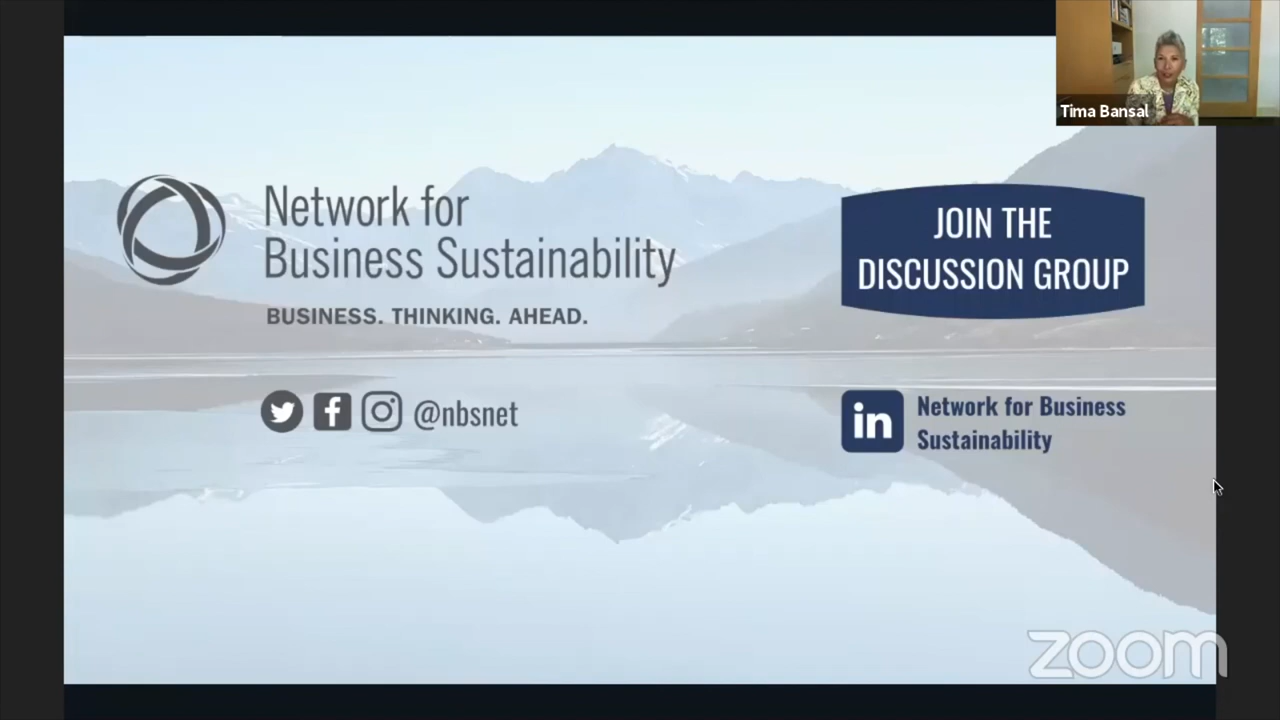 Tima Bansal
Network for
Business Sustainability
BUSINESS. THINKING. AHEAD.
@nbsnet
JOIN THE
DISCUSSION GROUP
in
Network for Business
Sustainability
zoom